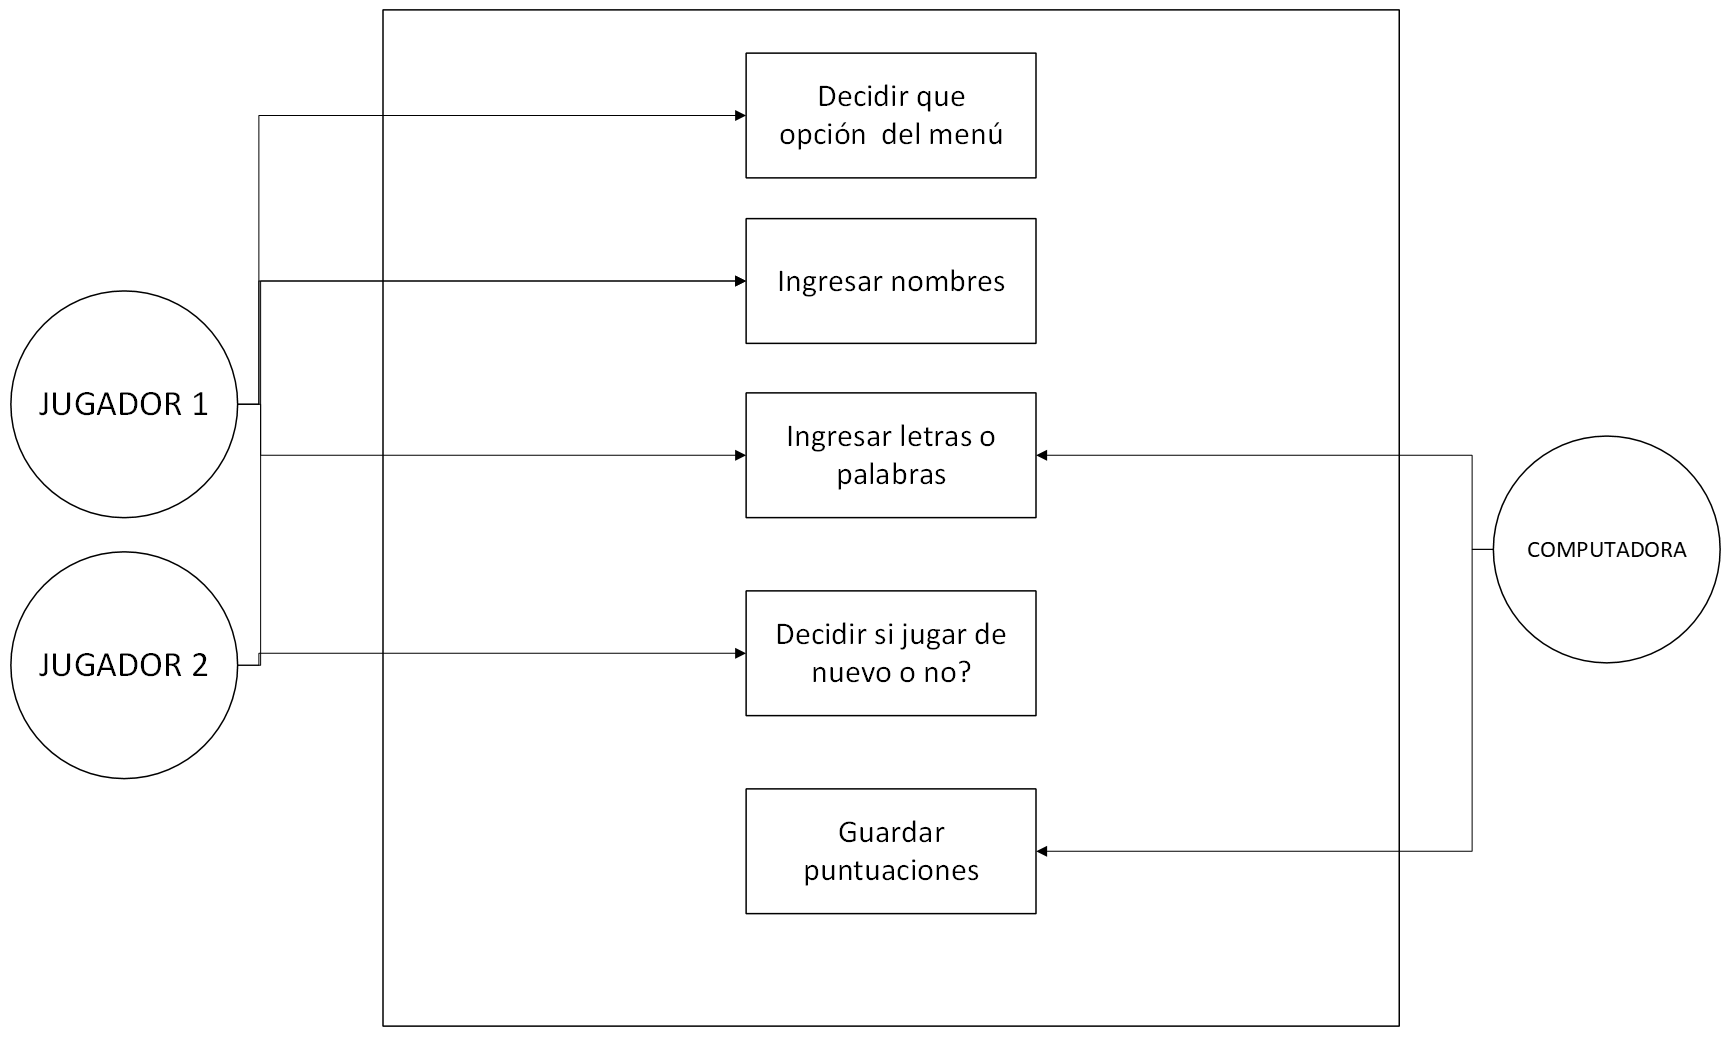 Decidir que
opción  del menú
Ingresar nombres
JUGADOR 1
Ingresar letras o
palabras
COMPUTADORA
JUGADOR 2
Decidir si jugar de
nuevo o no?
Guardar
puntuaciones